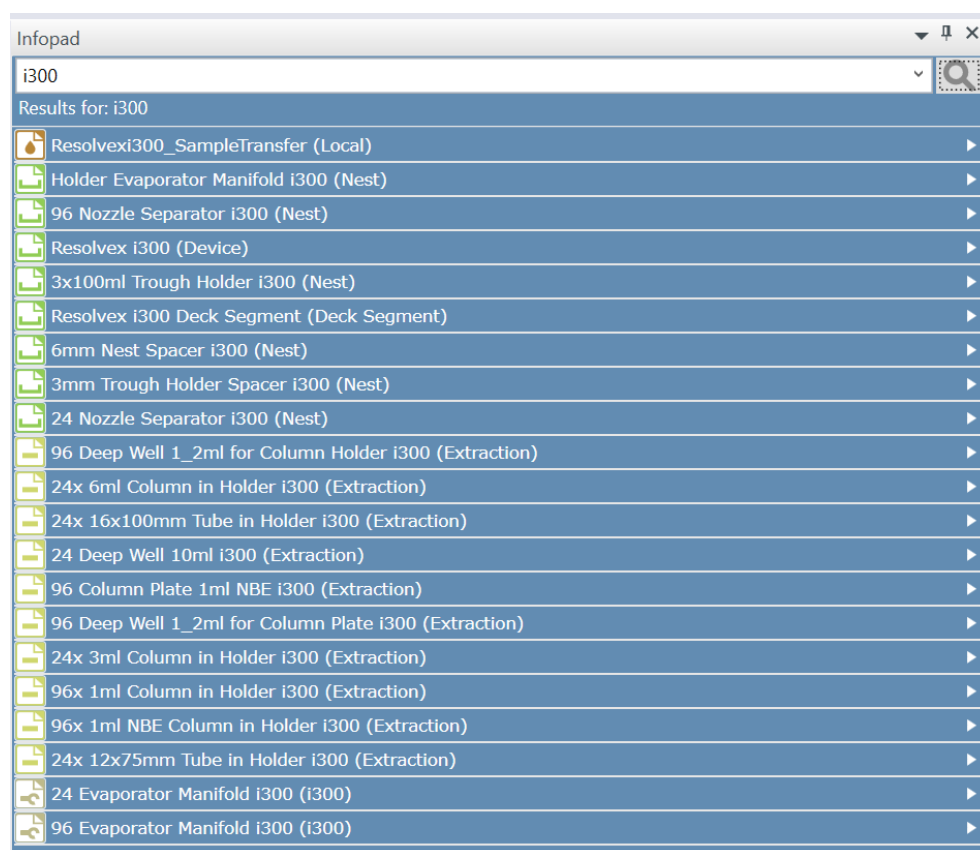 Infopad
i300
Results for: i300
Resolvexi300_SampleTransfer (Local)
Holder Evaporator Manifold i300 (Nest)
96 Nozzle Separator i300 (Nest)
Resolvex i300 (Device)
3x100ml Trough Holder i300 (Nest)
Resolvex i300 Deck Segment (Deck Segment)
6mm Nest Spacer i300 (Nest)
3mm Trough Holder Spacer i300 (Nest)
24 Nozzle Separator i300 (Nest)
96 Deep Well 1_2ml for Column Holder i300 (Extraction)
24x 6ml Column in Holder i300 (Extraction)
24x 16x100mm Tube in Holder i300 (Extraction)
24 Deep Well 10ml i300 (Extraction)
96 Column Plate 1ml NBE i300 (Extraction)
96 Deep Well 1_2ml for Column Plate i300 (Extraction)
24x 3ml Column in Holder i300 (Extraction)
96x 1ml Column in Holder i300 (Extraction)
96x 1ml NBE Column in Holder i300 (Extraction)
24x 12x75mm Tube in Holder i300 (Extraction)
24 Evaporator Manifold i300 (i300)
96 Evaporator Manifold i300 (i300)